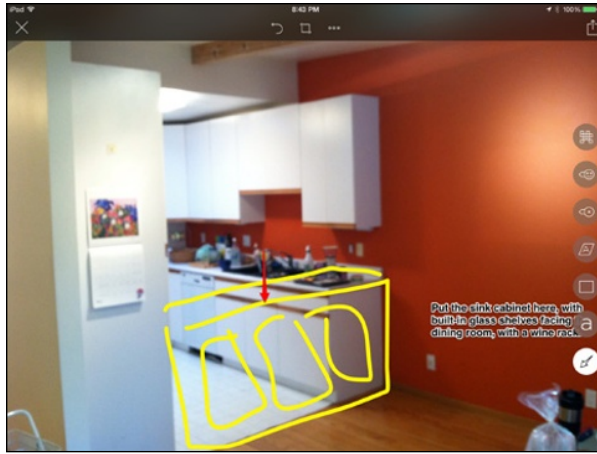 iPad
8:43 PM
100%
Put the sink cabinet here, with
built-in glass shelves facing
dining room, with a wine rack.
a